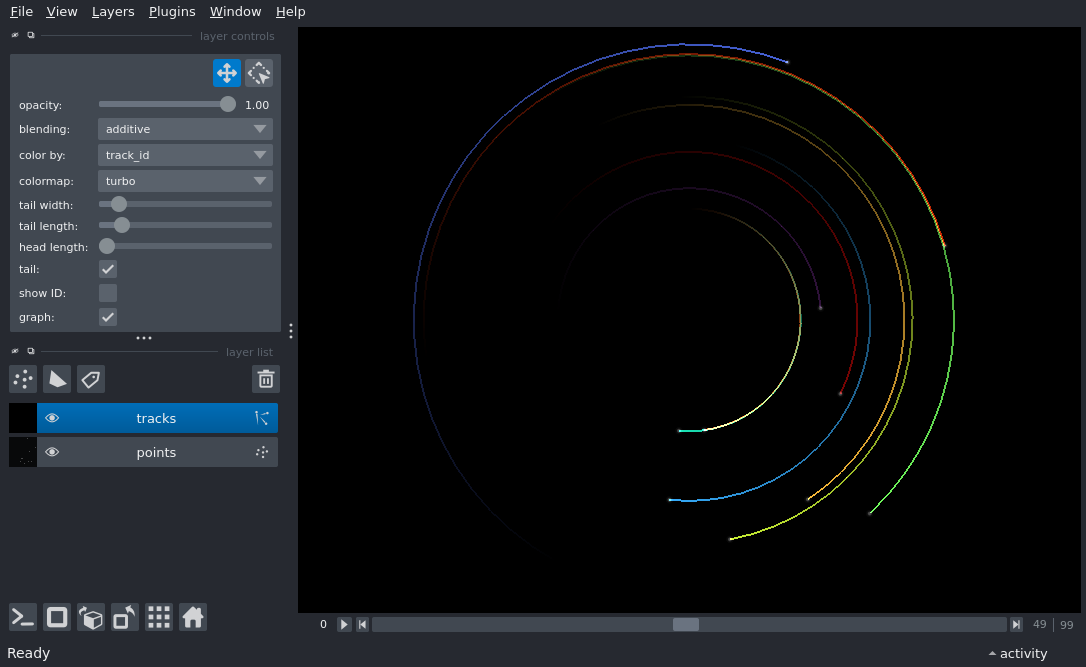 File View Layers Plugins Window Help
layer controls
opacity: 1.00
blending: additive
color by: track_id
colormap: turbo
tail width:
tail length:
head length:
tail:
show ID:
graph:
layer list
tracks
points
0 49 | 99
Ready activity